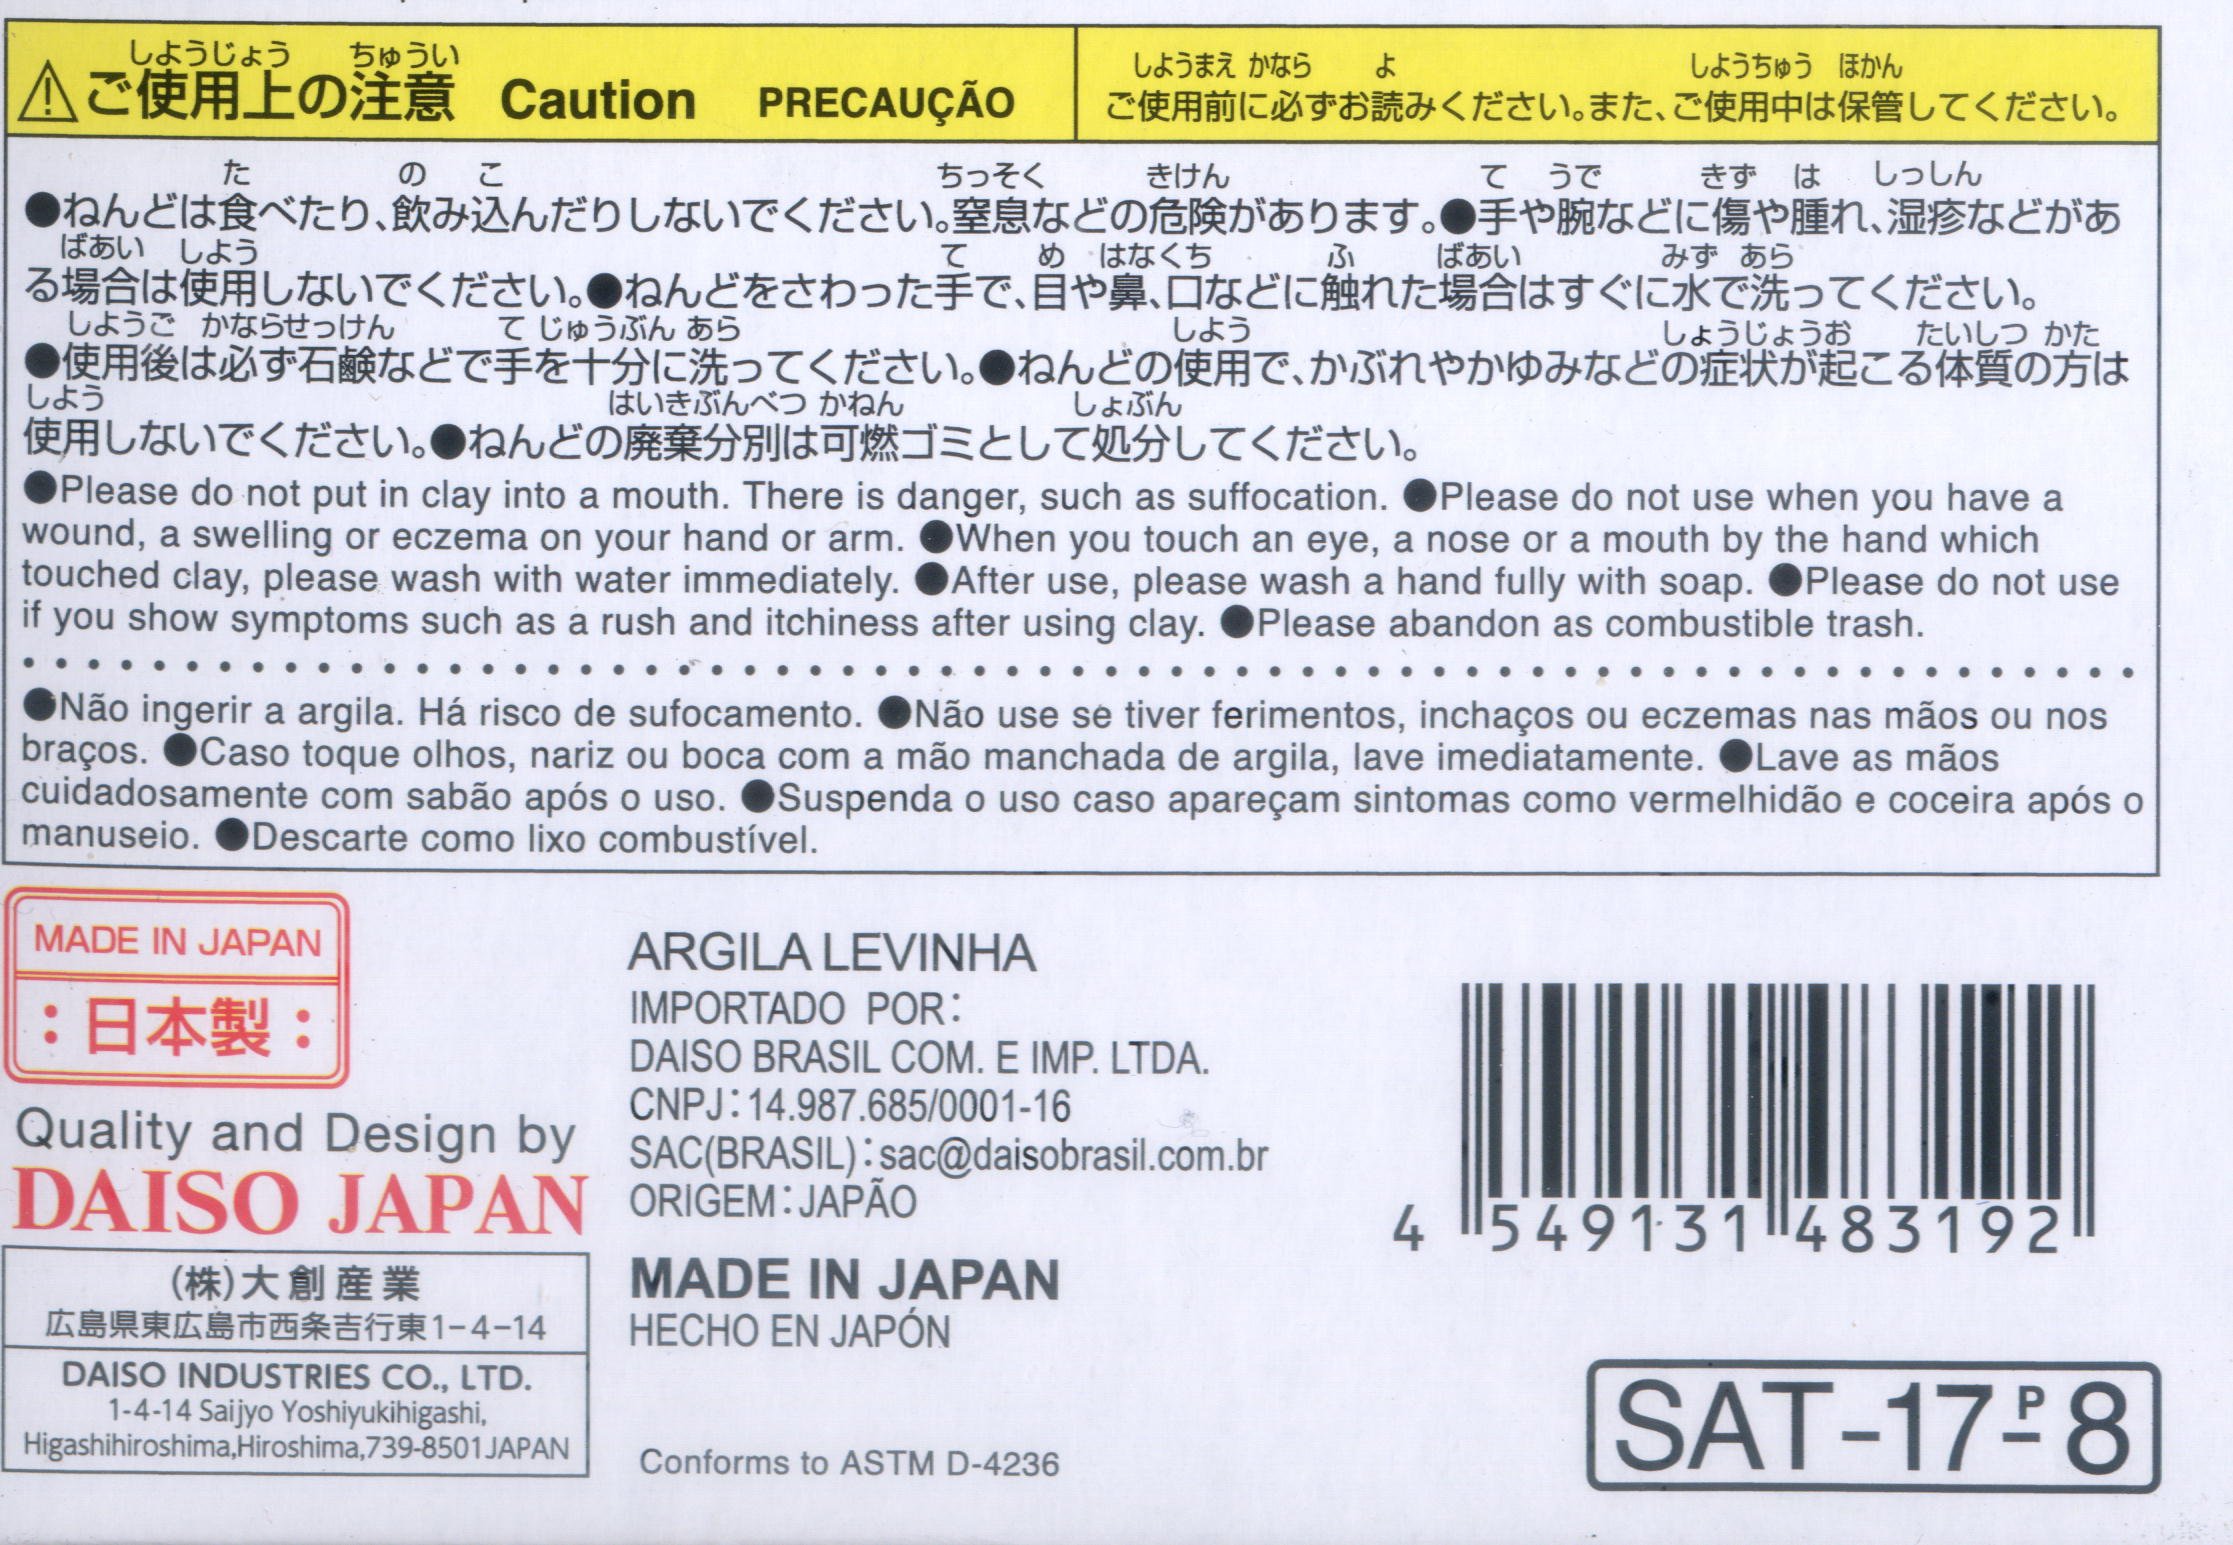 しようじょう ちゅうい
⚠ご使用上の注意 Caution PRECAUÇÃO
しようまえ かなら よ しようちゅう ほかん
ご使用前に必ずお読みください。また、ご使用中は保管してください。
た の こ ちっそく きけん て うで きず は しっしん
●ねんどは食べたり、飲み込んだりしないでください。窒息などの危険があります。●手や腕などに傷や腫れ、湿疹などがあ
ばあい しよう て め はなくち ふ ばあい みず あら
る場合は使用しないでください。●ねんどをさわった手で、目や鼻、口などに触れた場合はすぐに水で洗ってください。
しようご かならせっけん て じゅうぶん あら しよう しょうじょうお たいしつ かた
●使用後は必ず石鹸などで手を十分に洗ってください。●ねんどの使用で、かぶれやかゆみなどの症状が起こる体質の方は
しよう はいきぶんべつ かねん しょぶん
使用しないでください。●ねんどの廃棄分別は可燃ゴミとして処分してください。
●Please do not put in clay into a mouth. There is danger, such as suffocation. ●Please do not use when you have a
wound, a swelling or eczema on your hand or arm. ●When you touch an eye, a nose or a mouth by the hand which
touched clay, please wash with water immediately. ●After use, please wash a hand fully with soap. ●Please do not use
if you show symptoms such as a rush and itchiness after using clay. ●Please abandon as combustible trash.
●Não ingerir a argila. Há risco de sufocamento. ●Não use se tiver ferimentos, inchaços ou eczemas nas mãos ou nos
braços. ●Caso toque olhos, nariz ou boca com a mão manchada de argila, lave imediatamente. ●Lave as mãos
cuidadosamente com sabão após o uso. ●Suspenda o uso caso apareçam sintomas como vermelhidão e coceira após o
manuseio. ●Descarte como lixo combustível.
MADE IN JAPAN
:日本製:
Quality and Design by
DAISO JAPAN
(株)大創産業
広島県東広島市西条吉行東1-4-14
DAISO INDUSTRIES CO., LTD.
1-4-14 Saijyo Yoshiyukihigashi,
Higashihiroshima,Hiroshima,739-8501 JAPAN
ARGILA LEVINHA
IMPORTADO POR:
DAISO BRASIL COM. E IMP. LTDA.
CNPJ:14.987.685/0001-16
SAC(BRASIL):sac@daisobrasil.com.br
ORIGEM:JAPÃO
MADE IN JAPAN
HECHO EN JAPÓN
Conforms to ASTM D-4236
4 549131 483192
SAT-17-P8